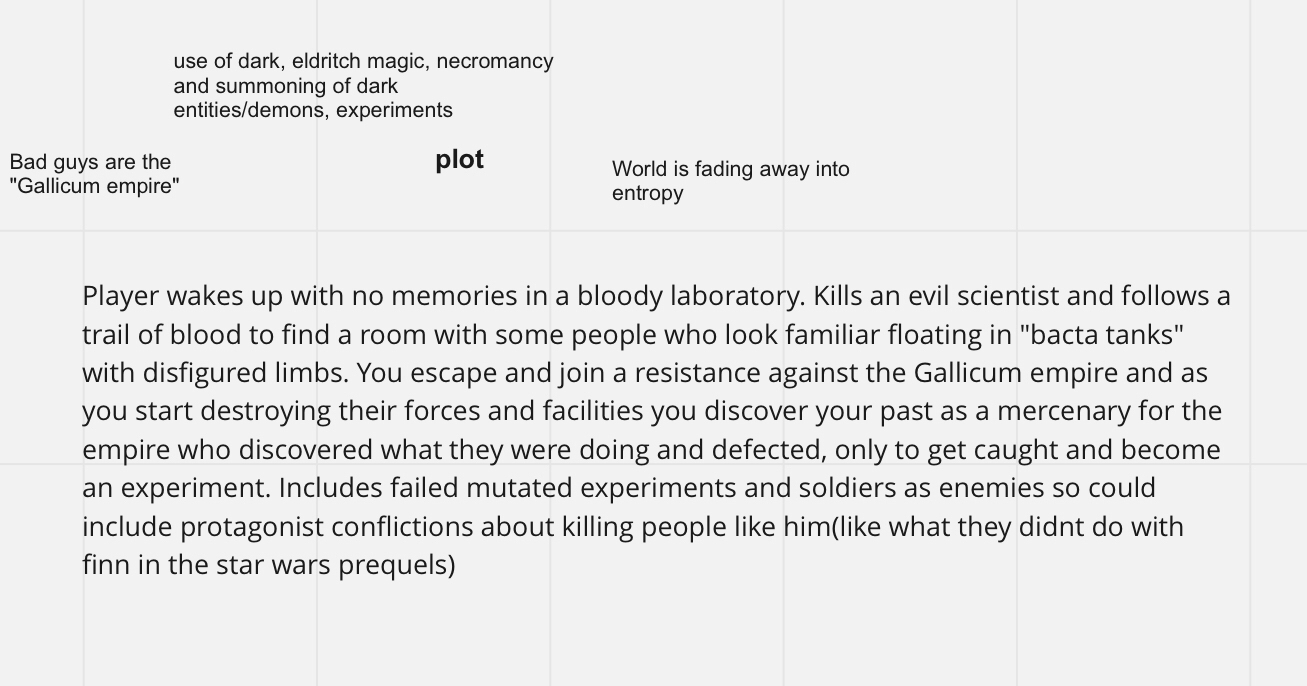 use of dark, eldritch magic, necromancy
and summoning of dark
entities/demons, experiments
Bad guys are the
"Gallicum empire"
plot
World is fading away into
entropy
Player wakes up with no memories in a bloody laboratory. Kills an evil scientist and follows a
trail of blood to find a room with some people who look familiar floating in "bacta tanks"
with disfigured limbs. You escape and join a resistance against the Gallicum empire and as
you start destroying their forces and facilities you discover your past as a mercenary for the
empire who discovered what they were doing and defected, only to get caught and become
an experiment. Includes failed mutated experiments and soldiers as enemies so could
include protagonist conflictions about killing people like him(like what they didnt do with
finn in the star wars prequels)